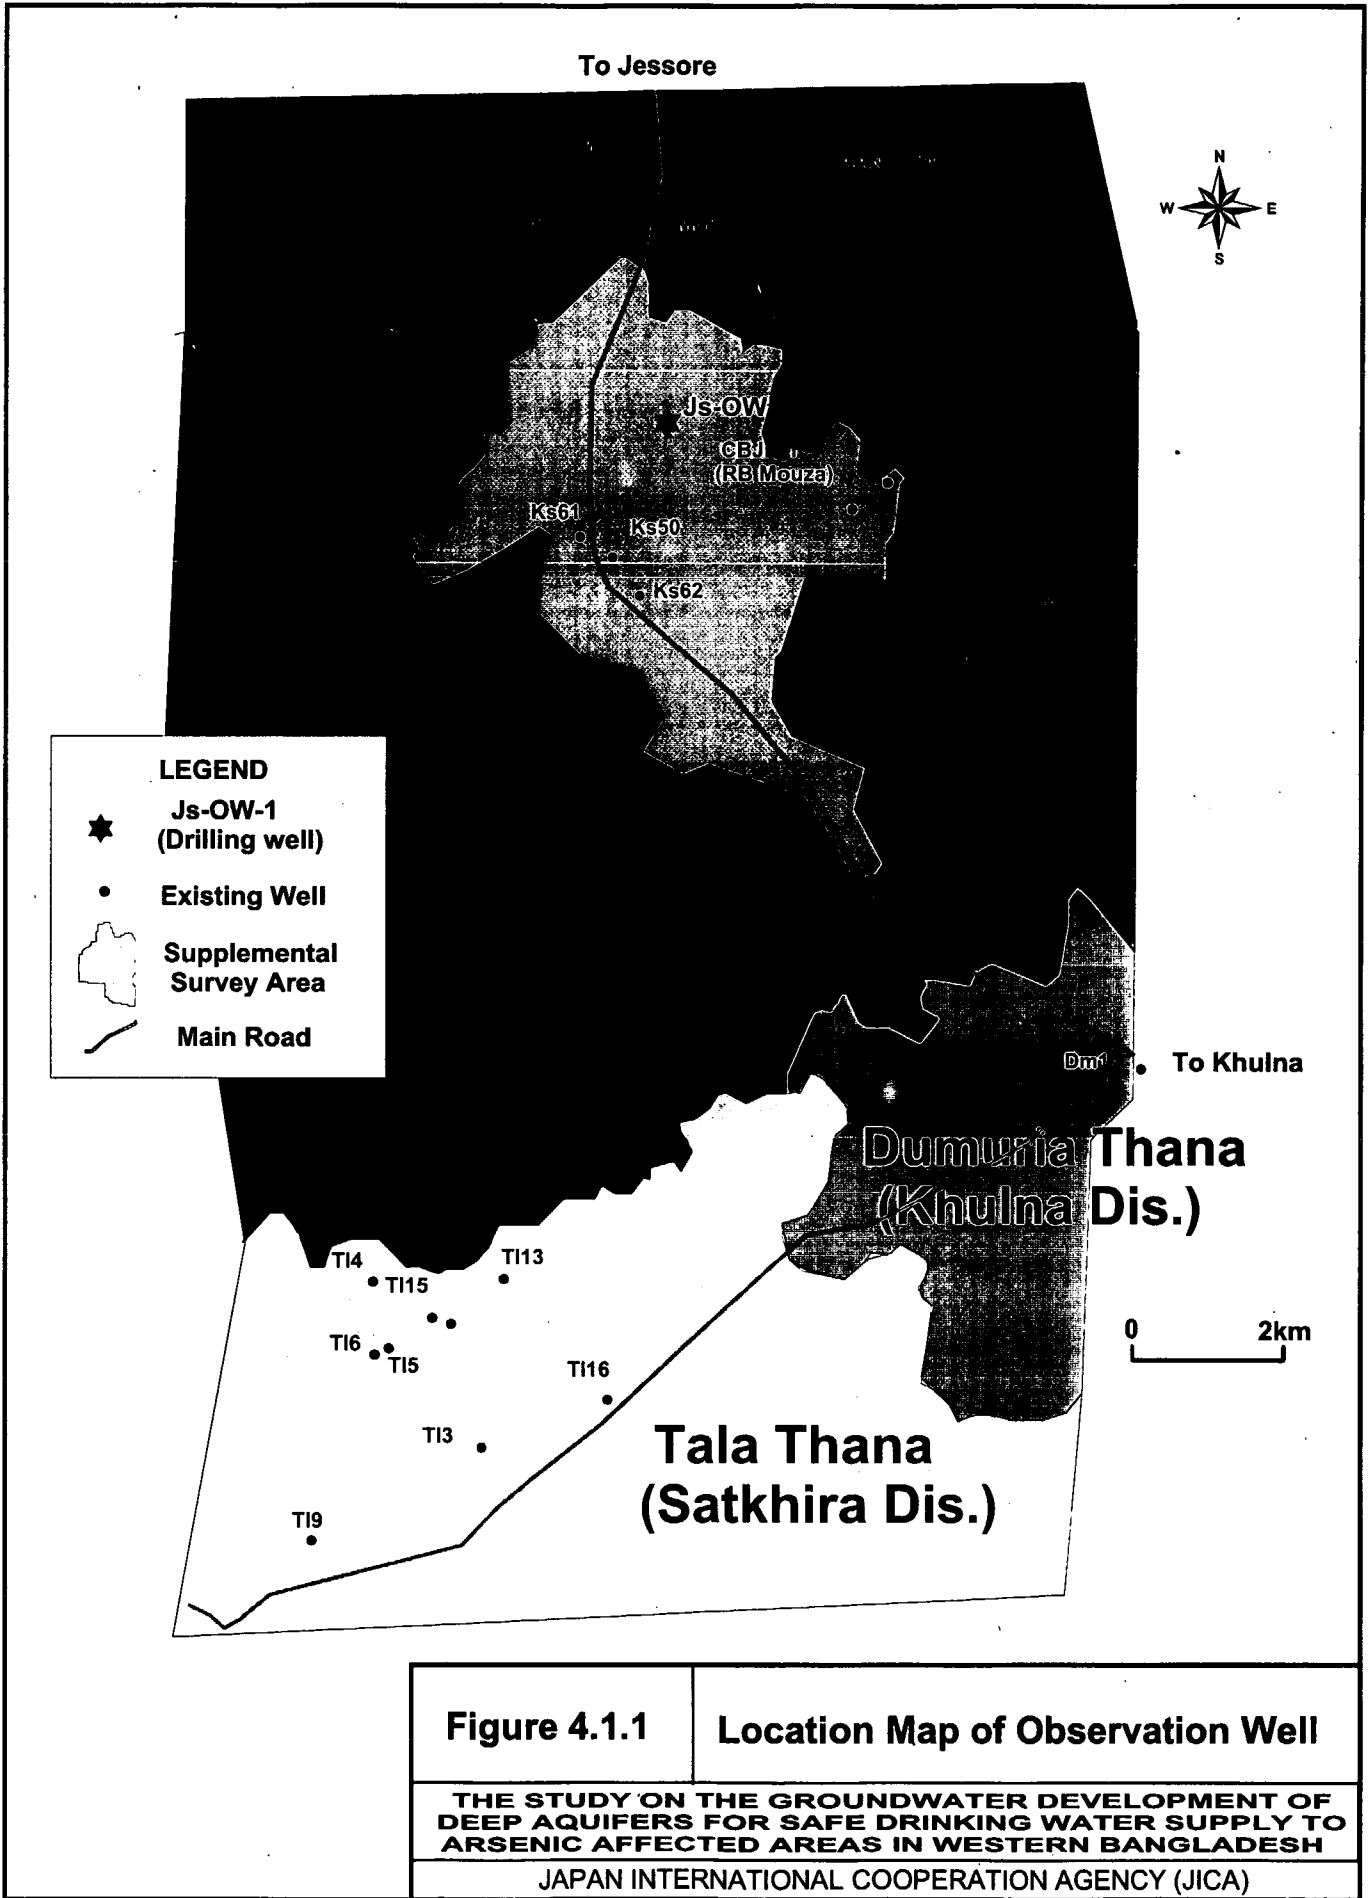 To Jessore
N
W E
S
Js-OW
CBJ
(RB Mouza)
Ks61
Ks50
Ks62
LEGEND
Js-OW-1
(Drilling well)
Existing Well
Supplemental
Survey Area
Main Road
Dm1
To Khulna
Dumuria Thana
(Khulna Dis.)
Tl4
Tl15
Tl13
Tl6
Tl5
Tl16
Tl3
Tl9
0 2km
Tala Thana
(Satkhira Dis.)
Figure 4.1.1
Location Map of Observation Well
THE STUDY ON THE GROUNDWATER DEVELOPMENT OF
DEEP AQUIFERS FOR SAFE DRINKING WATER SUPPLY TO
ARSENIC AFFECTED AREAS IN WESTERN BANGLADESH
JAPAN INTERNATIONAL COOPERATION AGENCY (JICA)